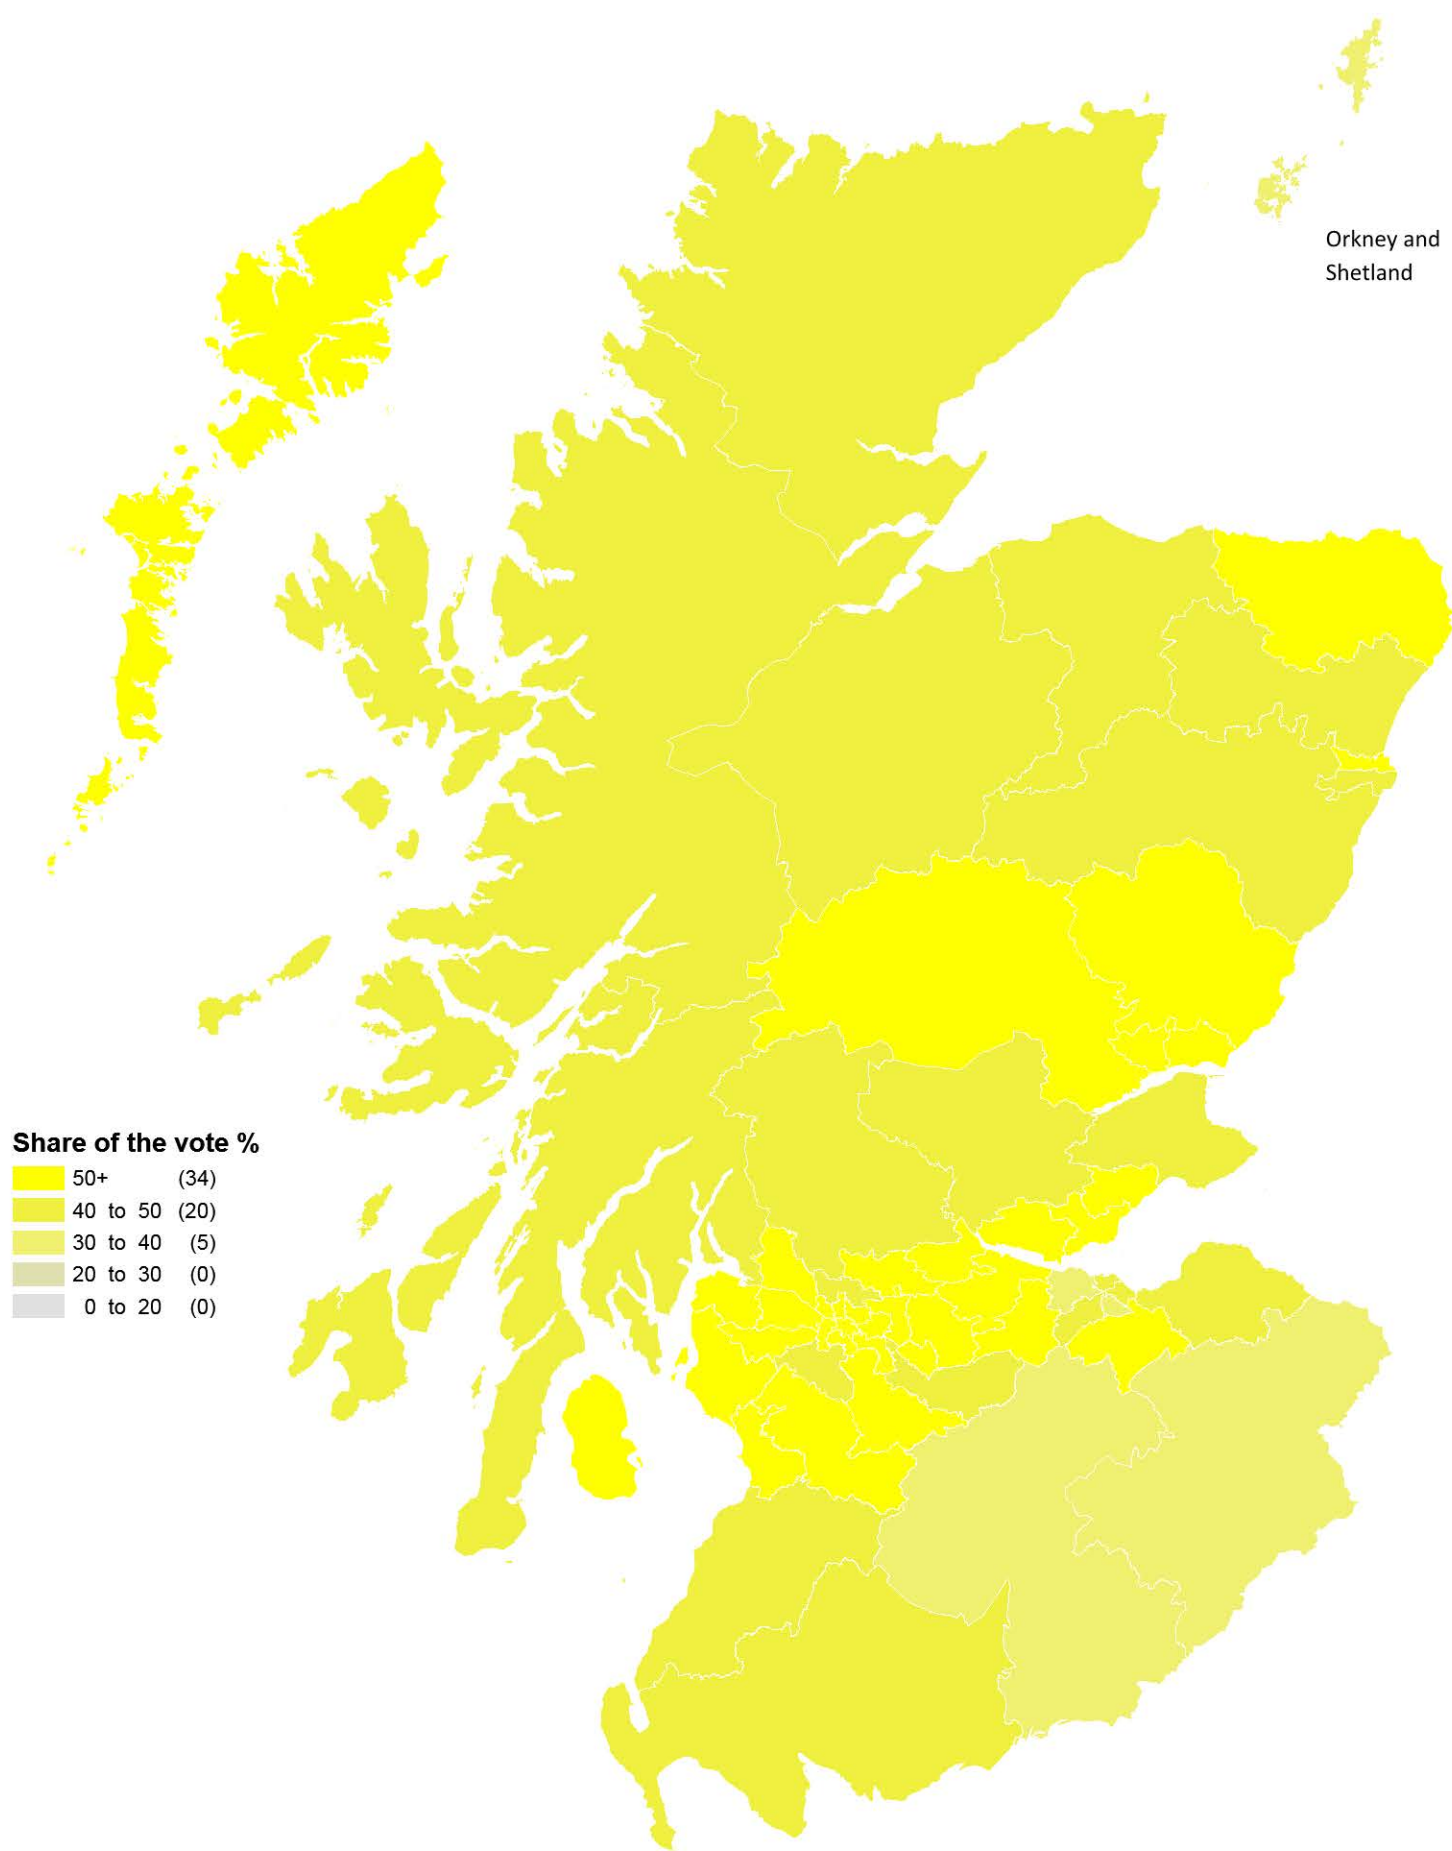 Orkney and
Shetland
Share of the vote %
50+ (34)
40 to 50 (20)
30 to 40 (5)
20 to 30 (0)
0 to 20 (0)